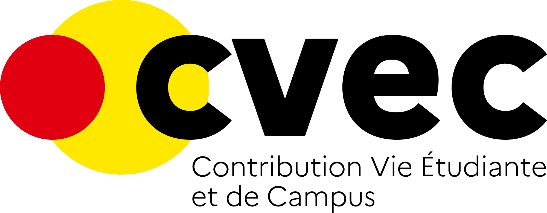 cvec
Contribution Vie Étudiante
et de Campus